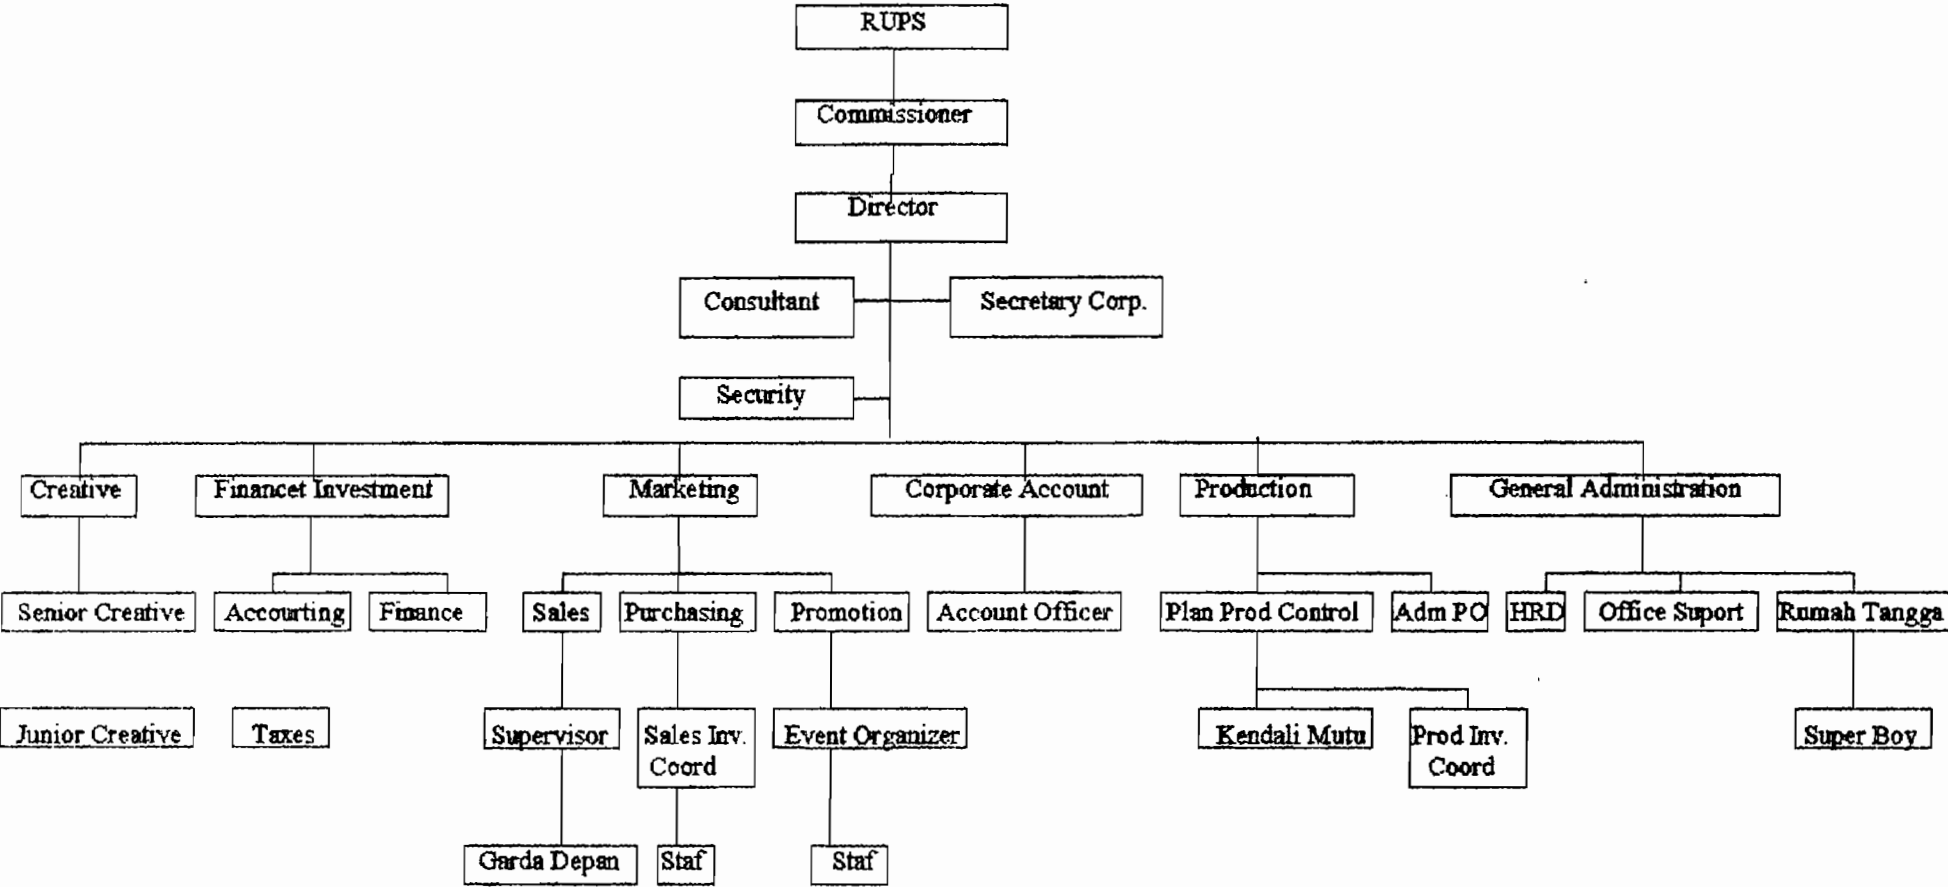 RUPS
Commissioner
Director
Consultant
Secretary Corp.
Security
Creative
Financet Investment
Marketing
Corporate Account
Production
General Administration
Senior Creative
Accourting
Finance
Sales
Purchasing
Promotion
Account Officer
Plan Prod Control
Adm PO
HRD
Office Suport
Rumah Tangga
Junior Creative
Taxes
Supervisor
Sales Inv.
Coord
Event Organizer
Kendali Mutu
Prod Inv.
Coord
Super Boy
Garda Depan
Staf
Staf